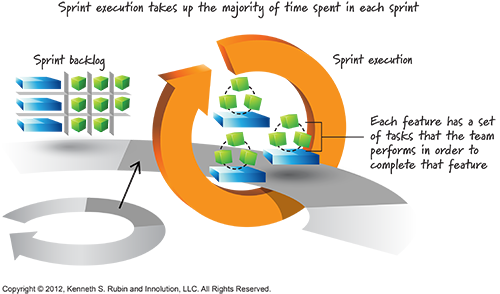 Sprint execution takes up the majority of time spent in each sprint
Sprint backlog
Sprint execution
Each feature has a set
of tasks that the team
performs in order to
complete that feature
Copyright © 2012, Kenneth S. Rubin and Innolution, LLC. All Rights Reserved.